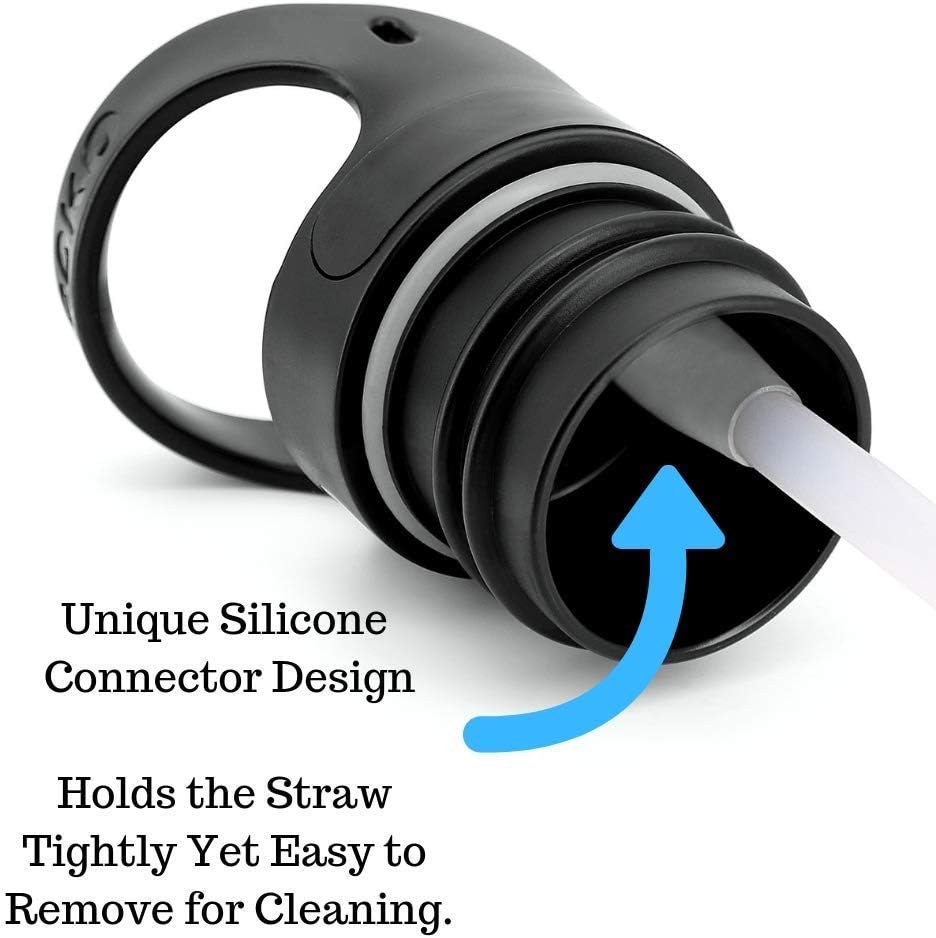 Unique Silicone
Connector Design
Holds the Straw
Tightly Yet Easy to
Remove for Cleaning.